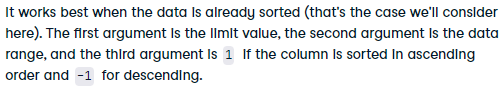 It works best when the data is already sorted (that's the case we'll consider
here). The first argument is the limit value, the second argument is the data
range, and the third argument is 1 if the column is sorted in ascending
order and -1 for descending.